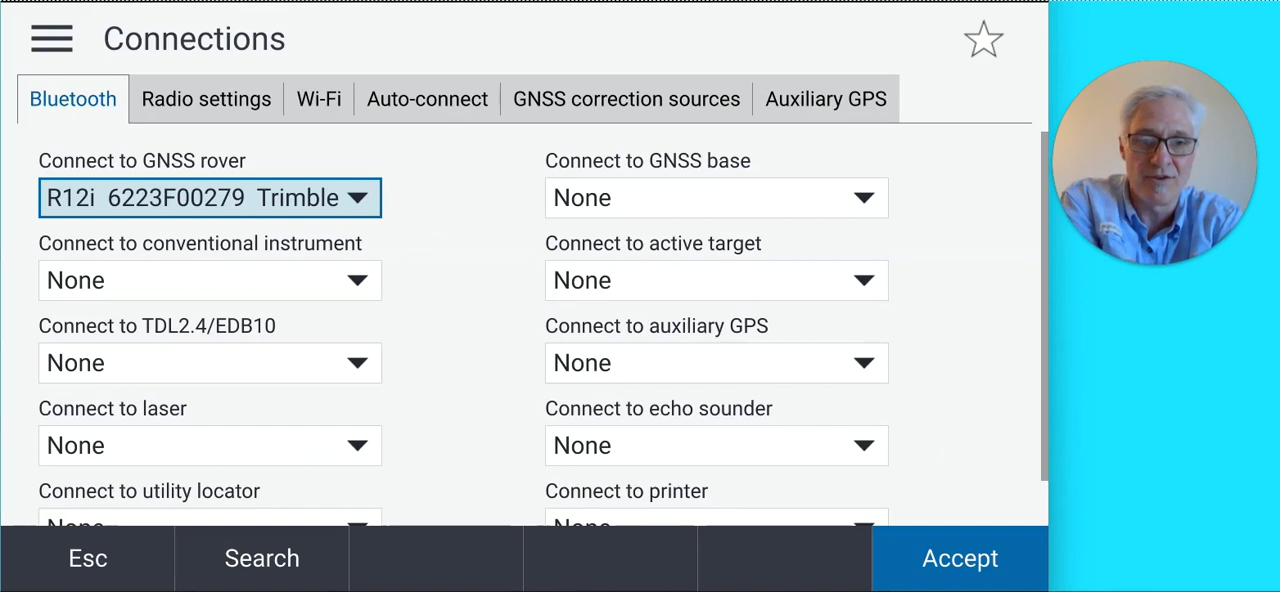 Connections
Bluetooth Radio settings Wi-Fi Auto-connect GNSS correction sources Auxiliary GPS
Connect to GNSS rover
R12i 6223F00279 Trimble
Connect to GNSS base
None
Connect to conventional instrument
None
Connect to active target
None
Connect to TDL2.4/EDB10
None
Connect to auxiliary GPS
None
Connect to laser
None
Connect to echo sounder
None
Connect to utility locator
None
Connect to printer
None
Esc Search Accept